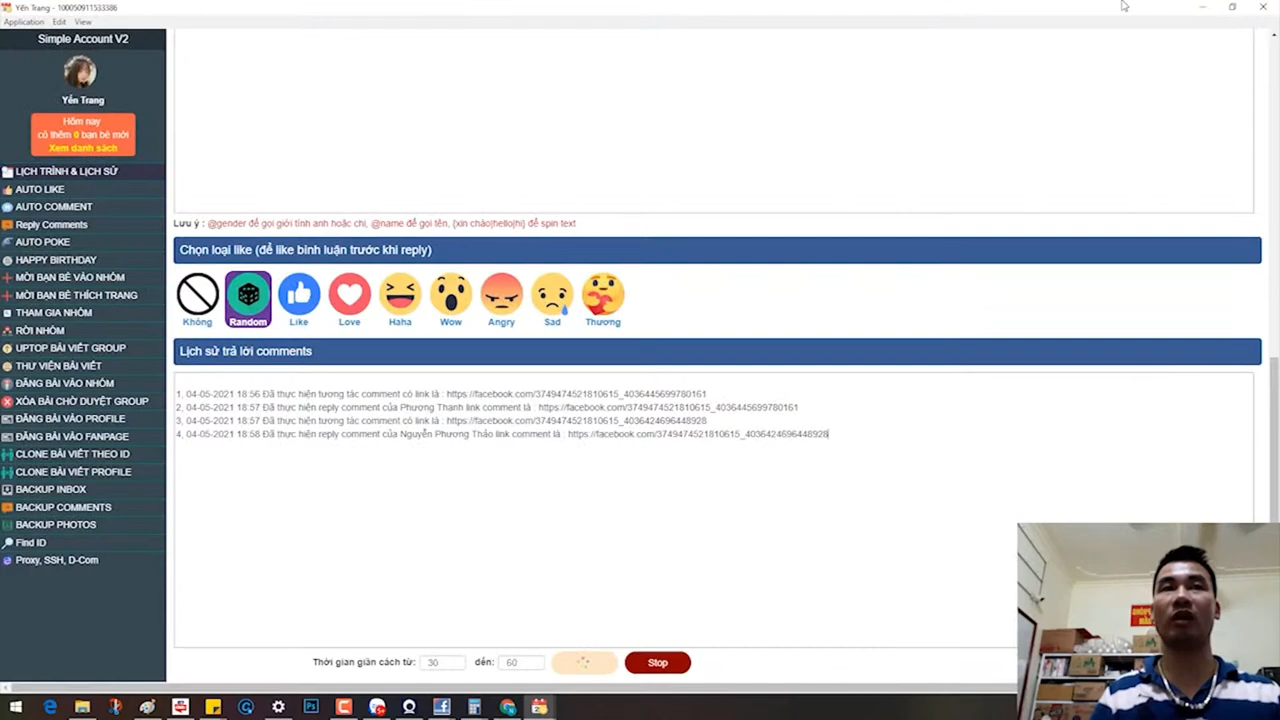 Yến Trang - 100050911533386
Application Edit View
Simple Account V2
Yến Trang
Hôm nay
có thêm 0 bạn bè mới
Xem danh sách
LỊCH TRÌNH & LỊCH SỬ
AUTO LIKE
AUTO COMMENT
Reply Comments
AUTO POKE
HAPPY BIRTHDAY
MỜI BẠN BÈ VÀO NHÓM
MỜI BẠN BÈ THÍCH TRANG
THAM GIA NHÓM
RỜI NHÓM
UPTOP BÀI VIẾT GROUP
THƯ VIỆN BÀI VIẾT
ĐĂNG BÀI VÀO NHÓM
XÓA BÀI CHỜ DUYỆT GROUP
ĐĂNG BÀI VÀO PROFILE
ĐĂNG BÀI VÀO FANPAGE
CLONE BÀI VIẾT THEO ID
CLONE BÀI VIẾT PROFILE
BACKUP INBOX
BACKUP COMMENTS
BACKUP PHOTOS
Find ID
Proxy, SSH, D-Com
Lưu ý : @gender để gọi giới tính anh hoặc chị, @name để gọi tên, {xin chào|hello|hi} để spin text
Chọn loại like (để like bình luận trước khi reply)
Không Random Like Love Haha Wow Angry Sad Thương
Lịch sử trả lời comments
1, 04-05-2021 18:56 Đã thực hiện tương tác comment có link là : https://facebook.com/3749474521810615_4036445699780161
2, 04-05-2021 18:57 Đã thực hiện reply comment của Phương Thanh link comment là : https://facebook.com/3749474521810615_4036445699780161
3, 04-05-2021 18:57 Đã thực hiện tương tác comment có link là : https://facebook.com/3749474521810615_4036424696448928
4, 04-05-2021 18:58 Đã thực hiện reply comment của Nguyễn Phương Thảo link comment là : https://facebook.com/3749474521810615_4036424696448928
Thời gian giãn cách từ: 30 đến: 60 Stop